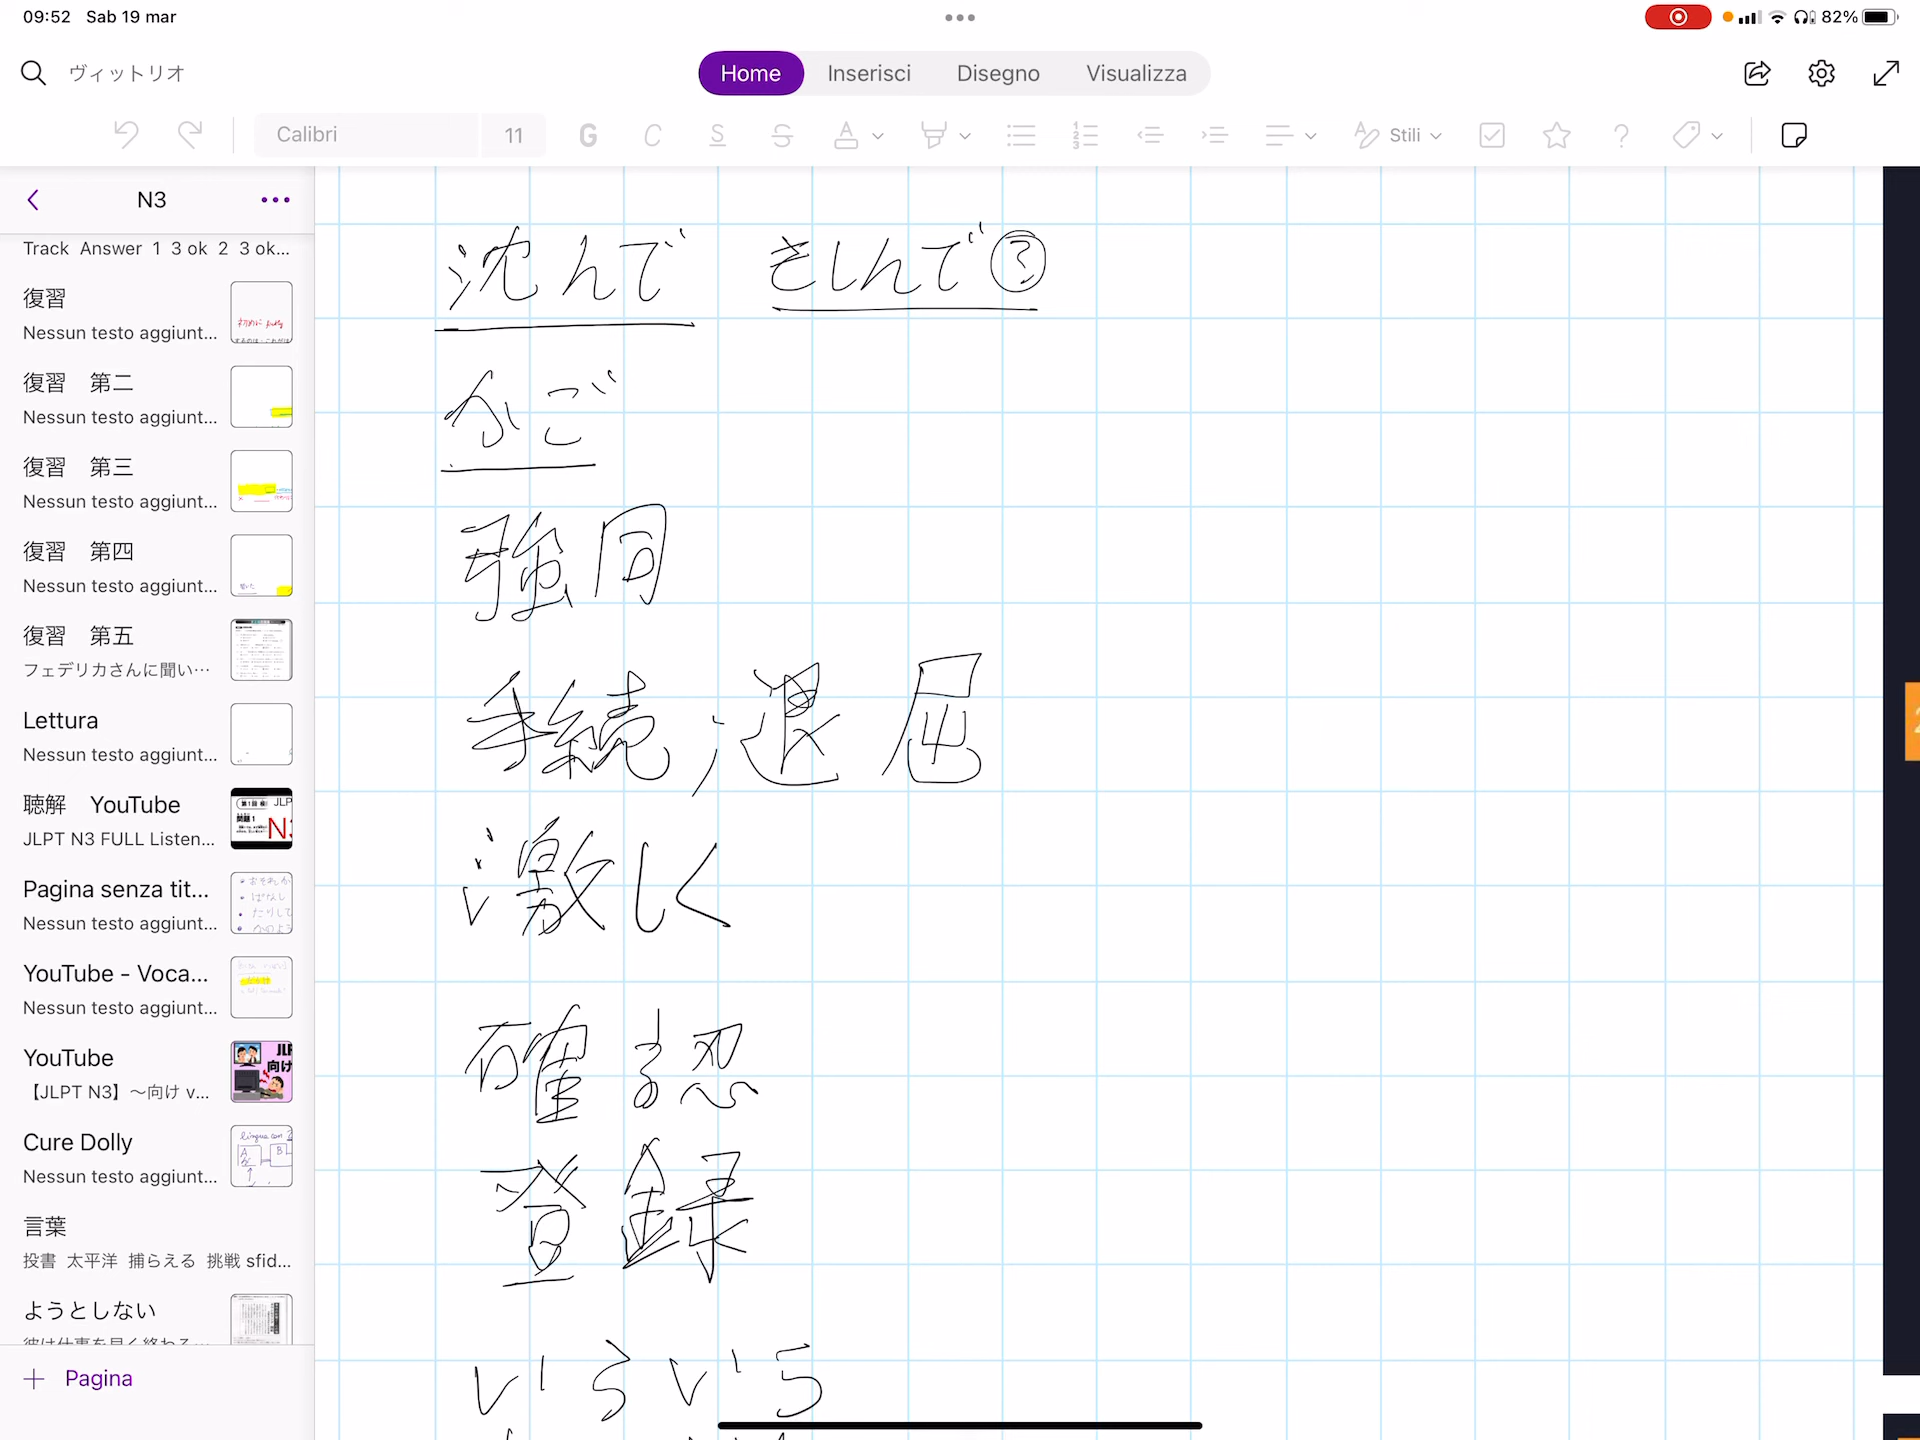 09:52 Sab 19 mar
82%
ヴィットリオ
Home Inserisci Disegno Visualizza
Calibri 11 G C S S A Stili
N3
Track Answer 1 3 ok 2 3 ok...
復習
Nessun testo aggiunt...
復習 第二
Nessun testo aggiunt...
復習 第三
Nessun testo aggiunt...
復習 第四
Nessun testo aggiunt...
復習 第五
フェデリカさんに聞い…
Lettura
Nessun testo aggiunt...
聴解 YouTube
JLPT N3 FULL Listen...
Pagina senza tit...
Nessun testo aggiunt...
YouTube - Voca...
Nessun testo aggiunt...
YouTube
【JLPT N3】〜向け v...
Cure Dolly
Nessun testo aggiunt...
言葉
投書 太平洋 捕らえる 挑戦 sfid...
ようとしない
Pagina
沈んで きしんで?
かご
強同
手続 ; 退屈
激しく
確る忍
登録
いらいら